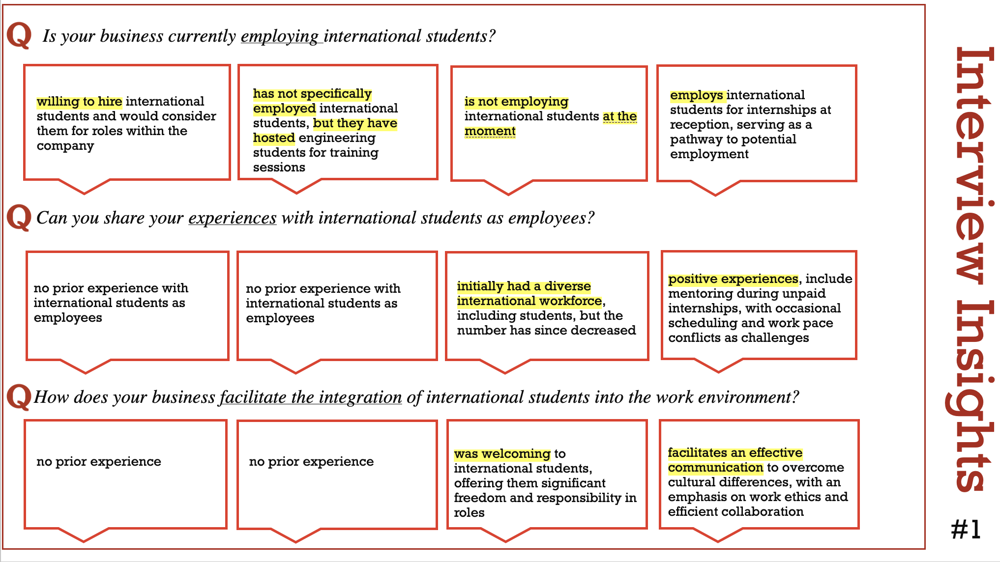 Q Is your business currently employing international students?
willing to hire international
students and would consider
them for roles within the
company
has not specifically
employed international
students, but they have
hosted engineering
students for training
sessions
is not employing
international students at the
moment
employs international
students for internships at
reception, serving as a
pathway to potential
employment
Q Can you share your experiences with international students as employees?
no prior experience with
international students as
employees
no prior experience with
international students as
employees
initially had a diverse
international workforce,
including students, but the
number has since decreased
positive experiences, include
mentoring during unpaid
internships, with occasional
scheduling and work pace
conflicts as challenges
Q How does your business facilitate the integration of international students into the work environment?
no prior experience
no prior experience
was welcoming to
international students,
offering them significant
freedom and responsibility in
roles
facilitates an effective
communication to overcome
cultural differences, with an
emphasis on work ethics and
efficient collaboration
Interview Insights
#1